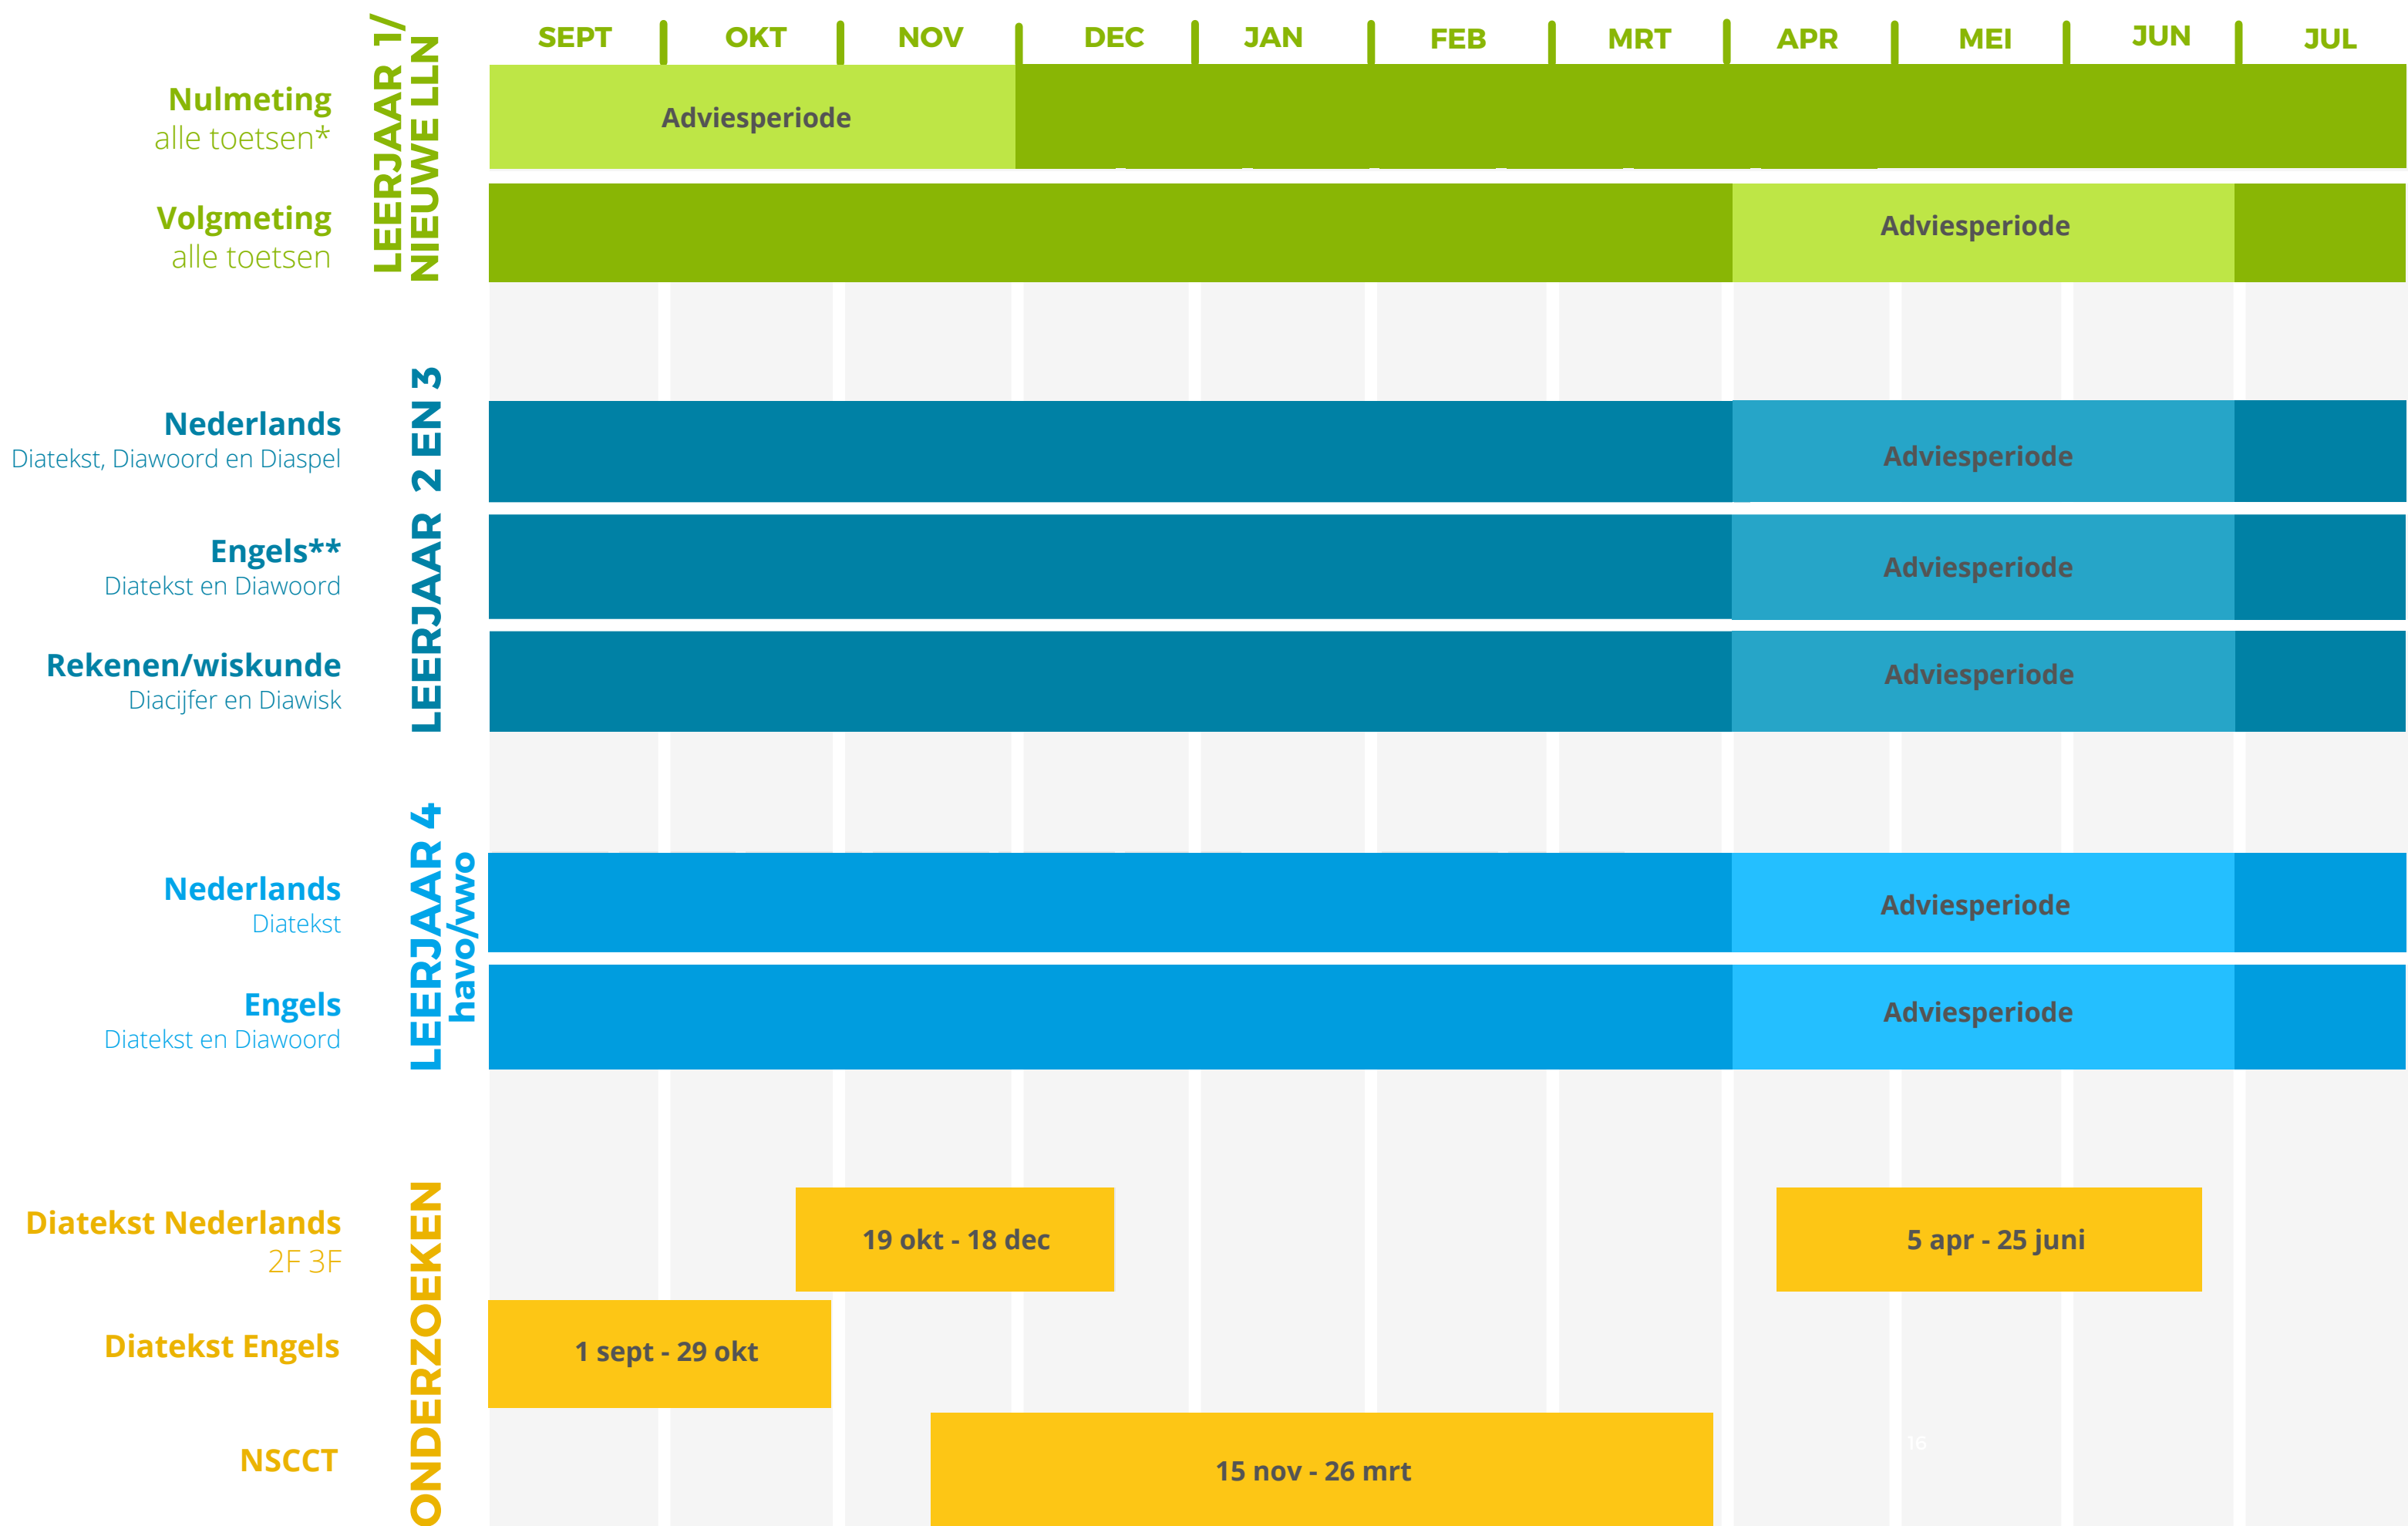 SEPT OKT NOV DEC JAN FEB MRT APR MEI JUN JUL
LEERJAAR 1/
NIEUWE LLN
Nulmeting
alle toetsen*
Adviesperiode
Volgmeting
alle toetsen
Adviesperiode
LEERJAAR 2 EN 3
Nederlands
Diatekst, Diawoord en Diaspel
Adviesperiode
Engels**
Diatekst en Diawoord
Adviesperiode
Rekenen/wiskunde
Diacijfer en Diawisk
Adviesperiode
LEERJAAR 4
havo/vwo
Nederlands
Diatekst
Adviesperiode
Engels
Diatekst en Diawoord
Adviesperiode
ONDERZOEKEN
Diatekst Nederlands
2F 3F
19 okt - 18 dec
5 apr - 25 juni
Diatekst Engels
1 sept - 29 okt
NSCCT
15 nov - 26 mrt
16